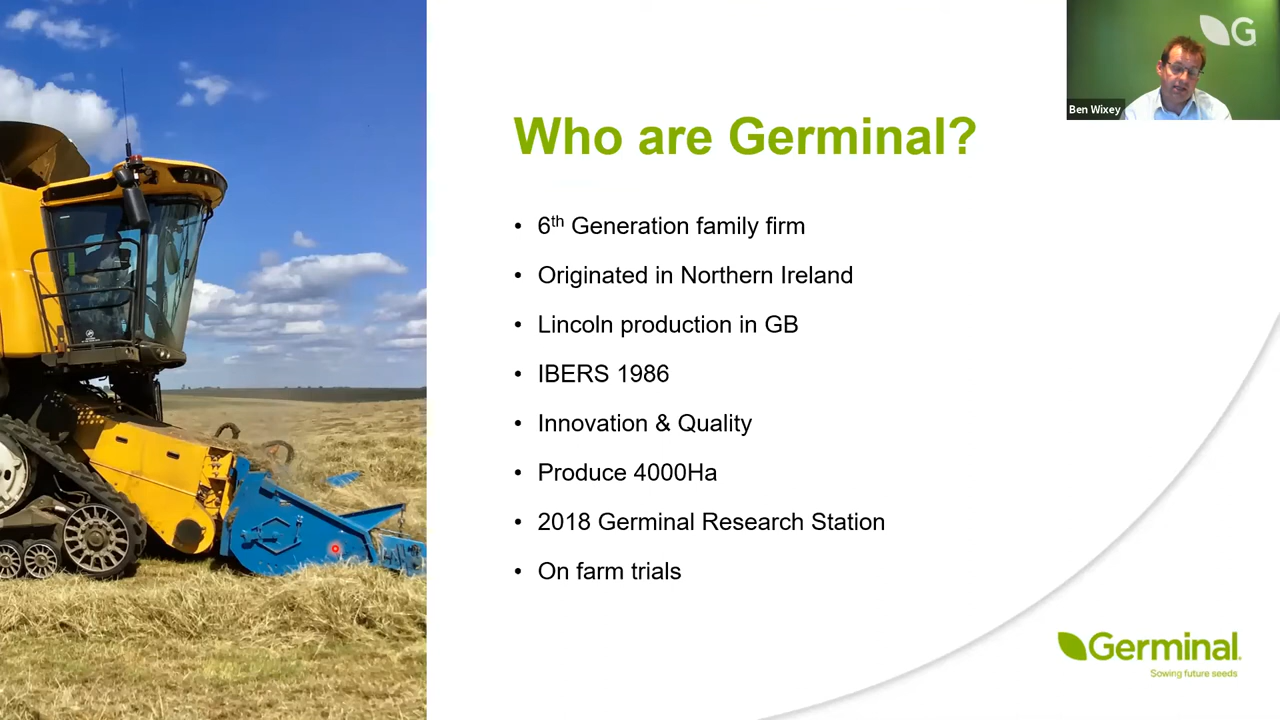 G
Ben Wixey
Who are Germinal?
• 6th Generation family firm
• Originated in Northern Ireland
• Lincoln production in GB
• IBERS 1986
• Innovation & Quality
• Produce 4000Ha
• 2018 Germinal Research Station
• On farm trials
Germinal
Sowing future seeds